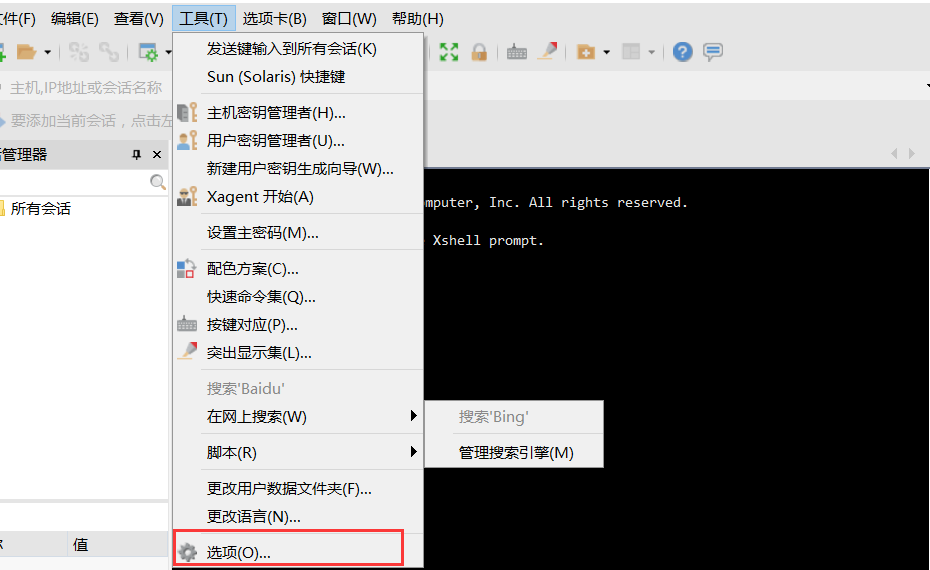 文件(F) 编辑(E) 查看(V) 工具(T) 选项卡(B) 窗口(W) 帮助(H)
主机,IP地址或会话名称
要添加当前会话，点击左
管理器
所有会话
值
发送键输入到所有会话(K)
Sun (Solaris) 快捷键
主机密钥管理者(H)...
用户密钥管理者(U)...
新建用户密钥生成向导(W)...
Xagent 开始(A)
设置主密码(M)...
配色方案(C)...
快速命令集(Q)...
按键对应(P)...
突出显示集(L)...
搜索'Baidu'
在网上搜索(W)
脚本(R)
更改用户数据文件夹(F)...
更改语言(N)...
选项(O)...
搜索'Bing'
管理搜索引擎(M)
mputer, Inc. All rights reserved.
Xshell prompt.